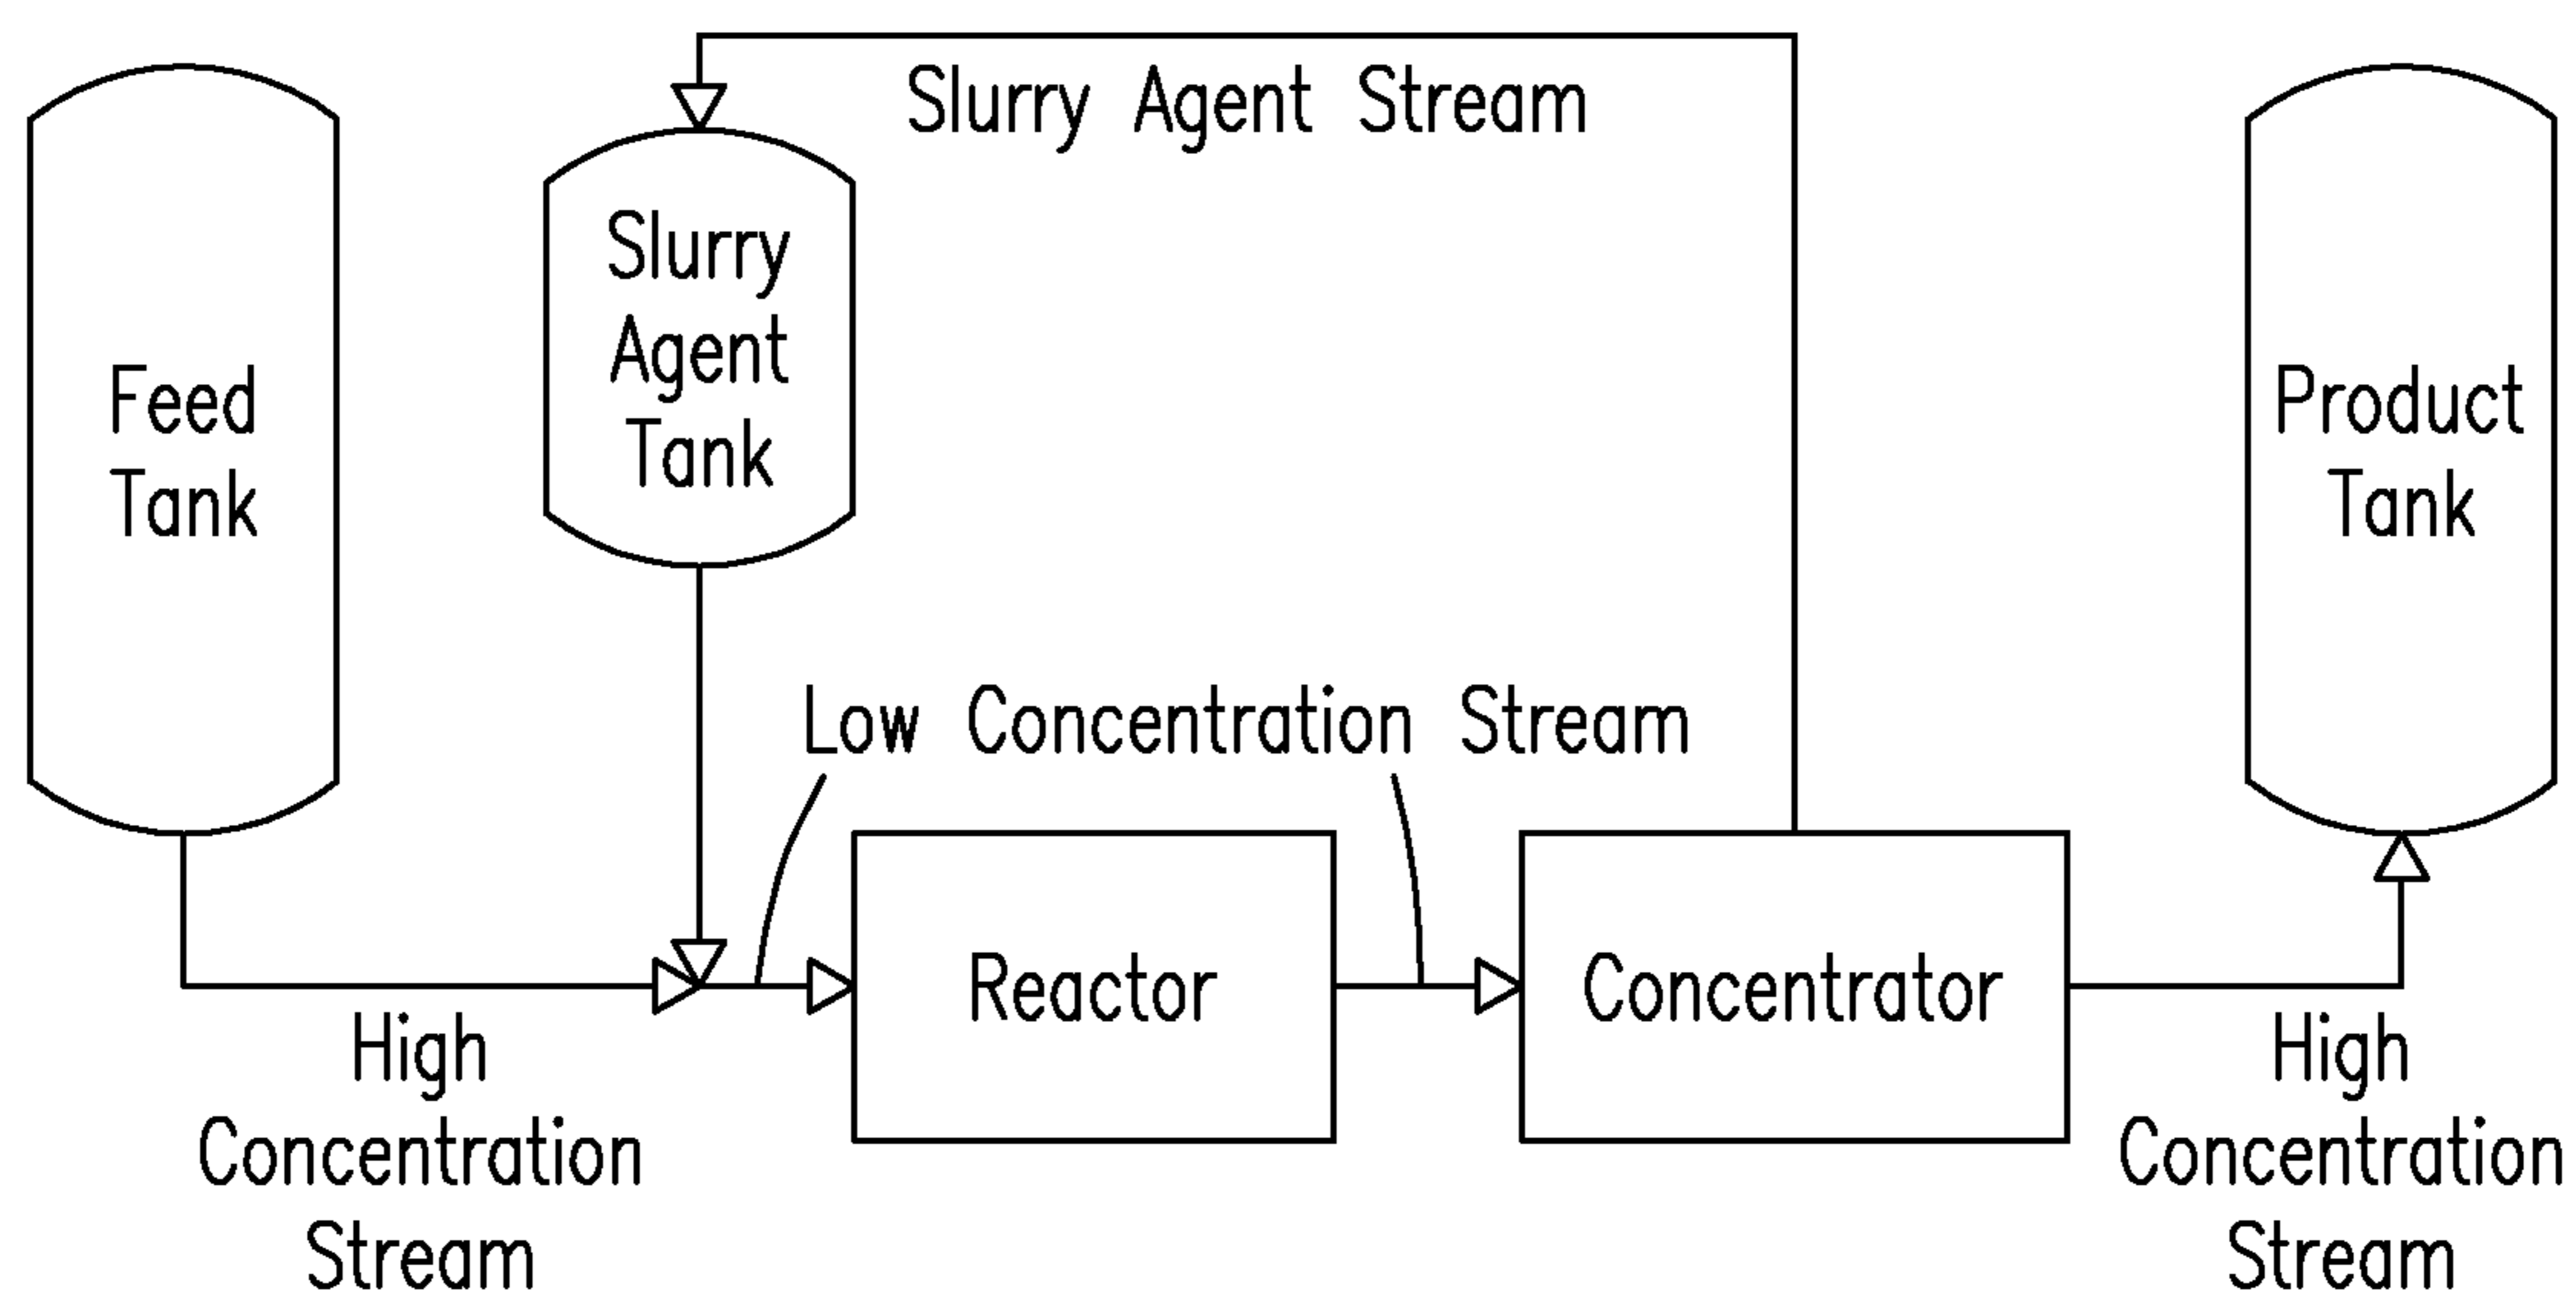 Slurry Agent Stream
Slurry
Agent
Tank
Feed
Tank
Product
Tank
Low Concentration Stream
Reactor
Concentrator
High
Concentration
Stream
High
Concentration
Stream